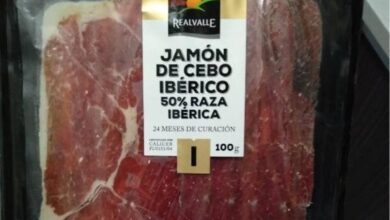 REALVALLE
JAMÓN
DE CEBO
IBÉRICO
50% RAZA
IBÉRICA
24 MESES DE CURACIÓN
100g
I